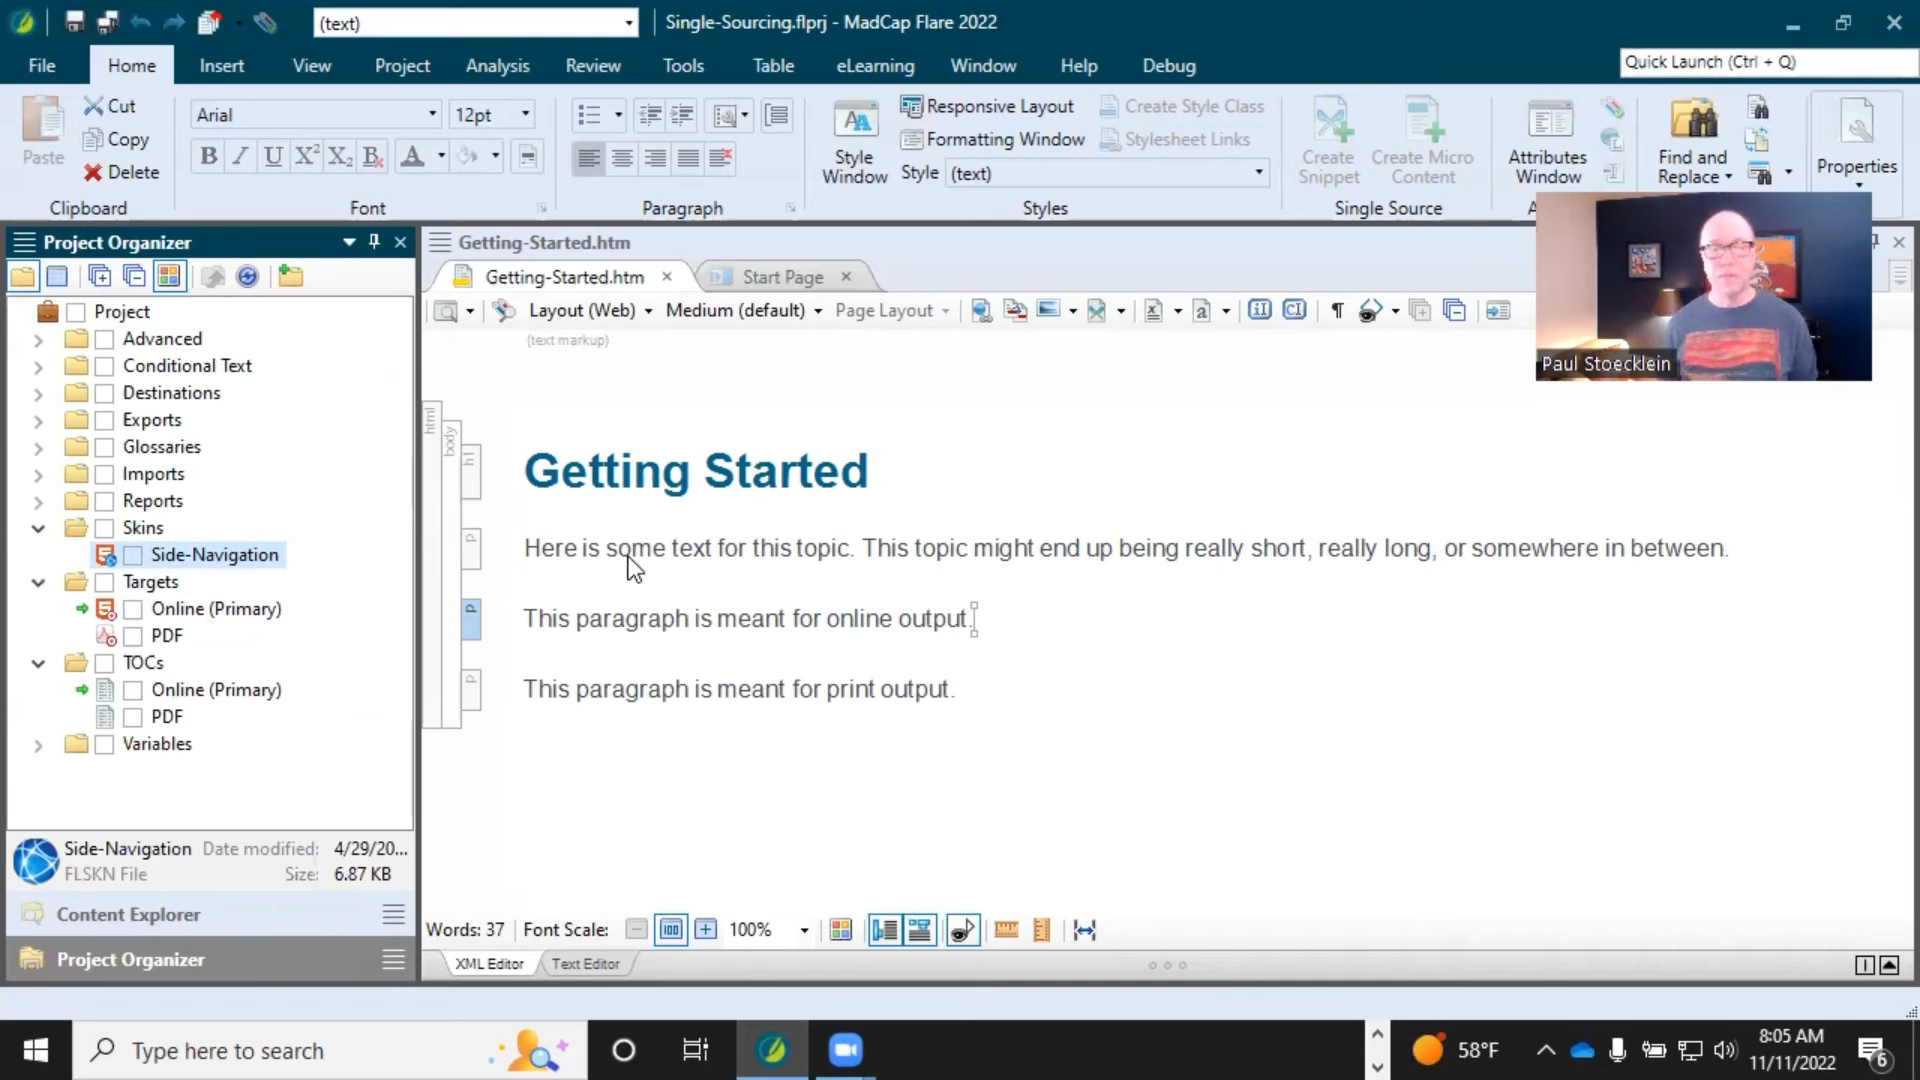 (text)
Single-Sourcing.flprj - MadCap Flare 2022
File Home Insert View Project Analysis Review Tools Table eLearning Window Help Debug
Quick Launch (Ctrl + Q)
Paste
Cut
Copy
Delete
Clipboard
Arial 12pt
B I U X² X₂ B
A
Font
Paragraph
Style Window
Responsive Layout
Formatting Window
Create Style Class
Stylesheet Links
Style (text)
Styles
Create Snippet
Create Micro Content
Single Source
Attributes Window
Find and Replace
Properties
Project Organizer
Project
Advanced
Conditional Text
Destinations
Exports
Glossaries
Imports
Reports
Skins
Side-Navigation
Targets
Online (Primary)
PDF
TOCs
Online (Primary)
PDF
Variables
Side-Navigation Date modified: 4/29/20...
FLSKN File Size: 6.87 KB
Content Explorer
Project Organizer
Getting-Started.htm
Getting-Started.htm Start Page
Layout (Web) Medium (default) Page Layout
(text markup)
html
body
h1
p
p
p
Getting Started
Here is some text for this topic. This topic might end up being really short, really long, or somewhere in between.
This paragraph is meant for online output.
This paragraph is meant for print output.
Paul Stoecklein
Words: 37 Font Scale: 100 100%
XML Editor Text Editor
Type here to search
58°F
8:05 AM
11/11/2022
6